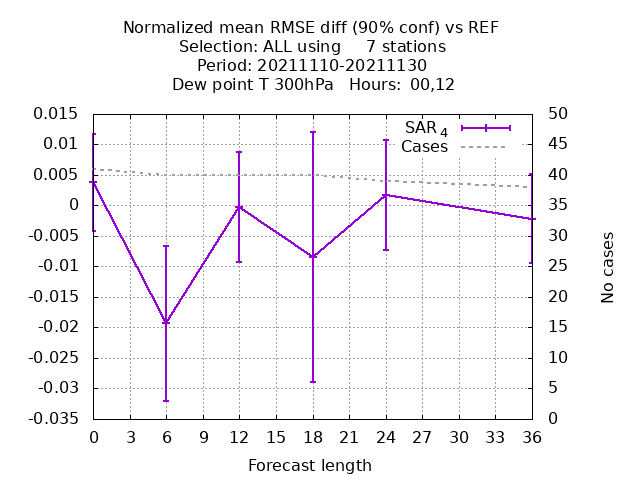 Normalized mean RMSE diff (90% conf) vs REF
Selection: ALL using     7 stations
Period: 20211110-20211130
Dew point T 300hPa   Hours:  00,12
SAR 4
Cases
0.015
0.01
0.005
0
-0.005
-0.01
-0.015
-0.02
-0.025
-0.03
-0.035
50
45
40
35
30
25
20
15
10
5
0
No cases
0 3 6 9 12 15 18 21 24 27 30 33 36
Forecast length